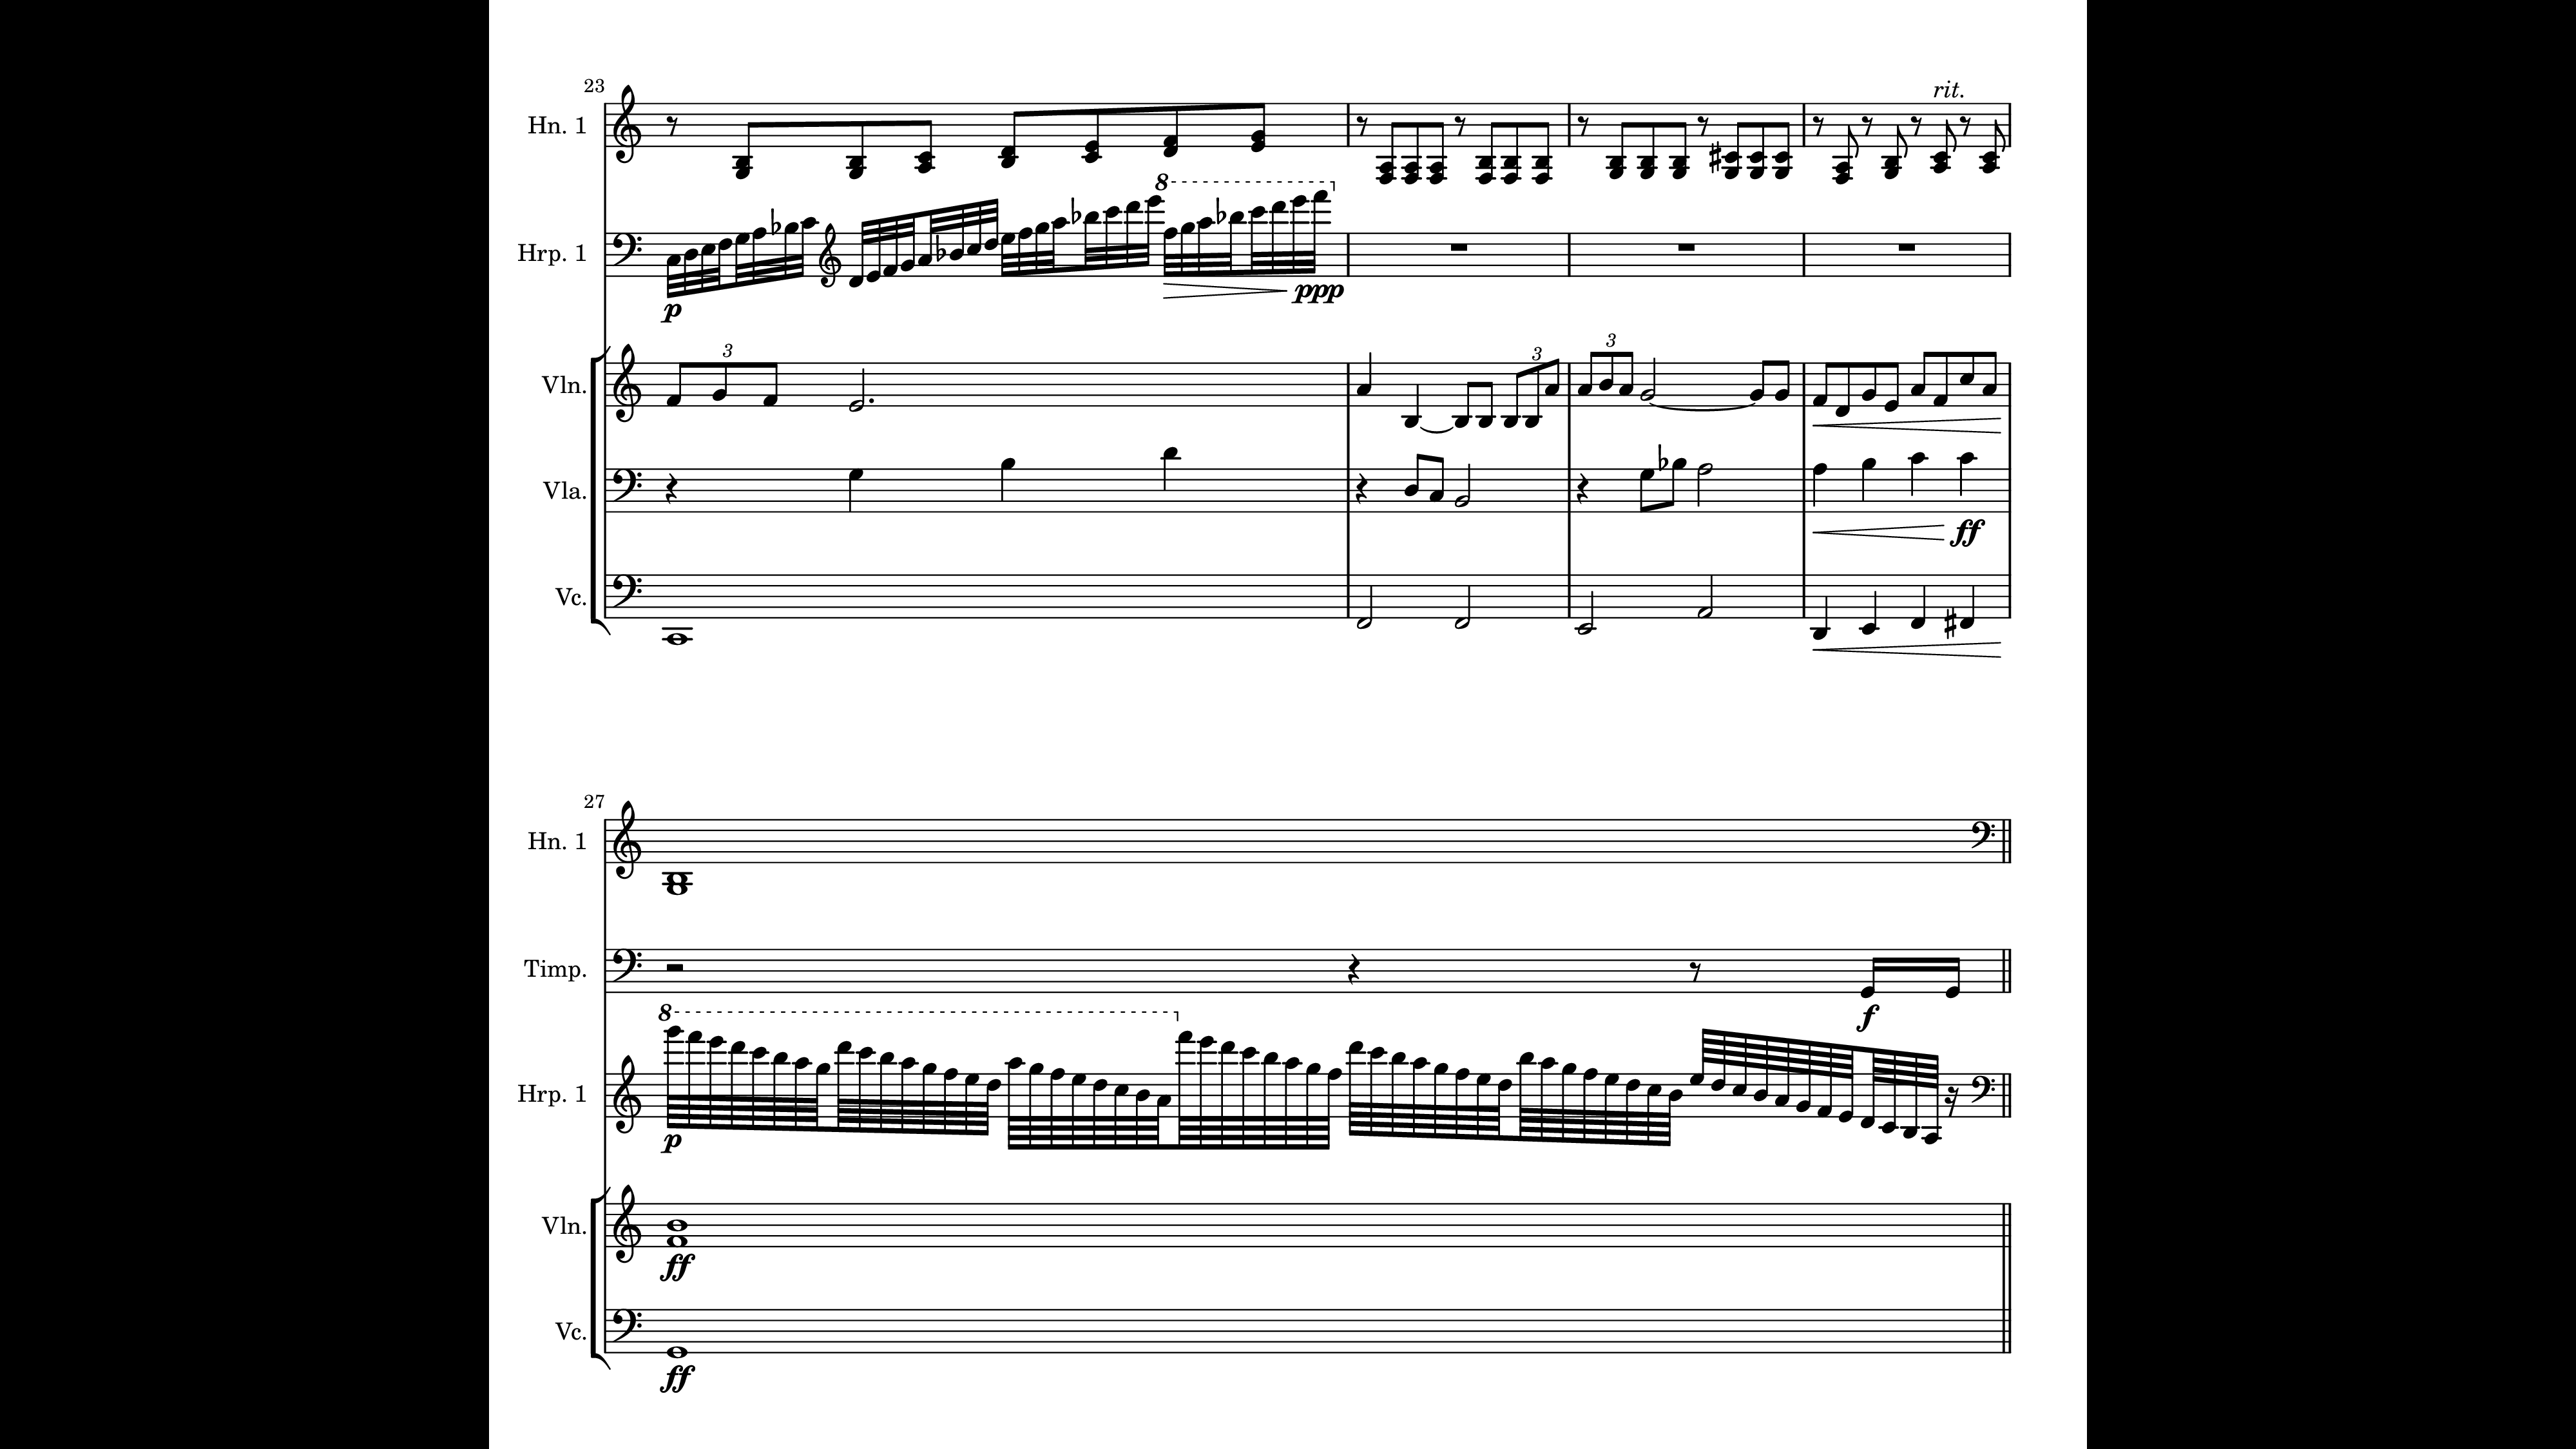 23
rit.
Hn. 1
8
Hrp. 1
p
ppp
3
3
3
Vln.
Vla.
ff
Vc.
27
Hn. 1
Timp.
f
8
Hrp. 1
p
Vln.
ff
Vc.
ff